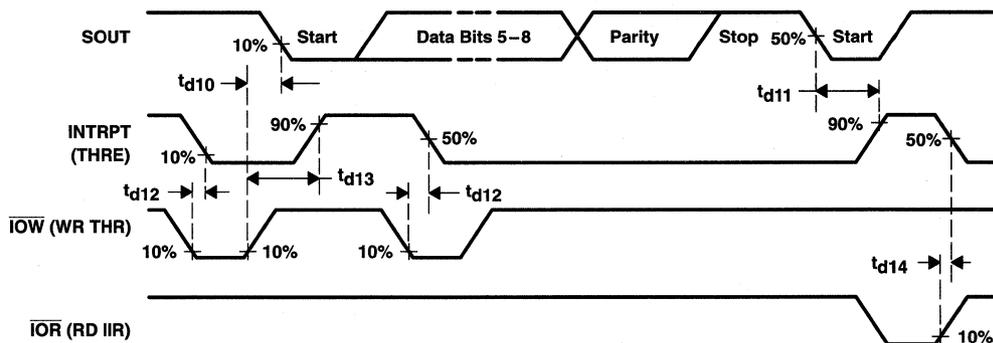 SOUT
10%
Start
Data Bits 5–8
Parity
Stop
50%
Start
td10
td11
INTRPT
(THRE)
10%
90%
50%
90%
50%
td12
td13
td12
IOW (WR THR)
10%
10%
10%
td14
IOR (RD IIR)
10%